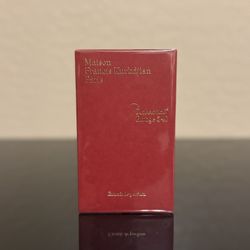 Maison
Francis Kurkdjian
Paris
Baccarat
Rouge 540
Extrait de parfum